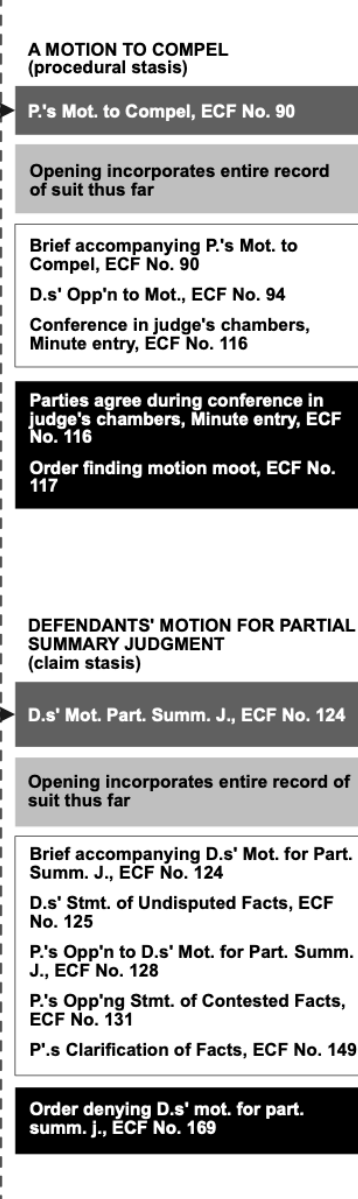 A MOTION TO COMPEL
(procedural stasis)
P.'s Mot. to Compel, ECF No. 90
Opening incorporates entire record
of suit thus far
Brief accompanying P.'s Mot. to
Compel, ECF No. 90
D.s' Opp'n to Mot., ECF No. 94
Conference in judge's chambers,
Minute entry, ECF No. 116
Parties agree during conference in
judge's chambers, Minute entry, ECF
No. 116
Order finding motion moot, ECF No.
117
DEFENDANTS' MOTION FOR PARTIAL
SUMMARY JUDGMENT
(claim stasis)
D.s' Mot. Part. Summ. J., ECF No. 124
Opening incorporates entire record of
suit thus far
Brief accompanying D.s' Mot. for Part.
Summ. J., ECF No. 124
D.s' Stmt. of Undisputed Facts, ECF
No. 125
P.'s Opp'n to D.s' Mot. for Part. Summ.
J., ECF No. 128
P.'s Opp'ng Stmt. of Contested Facts,
ECF No. 131
P'.s Clarification of Facts, ECF No. 149
Order denying D.s' mot. for part.
summ. j., ECF No. 169